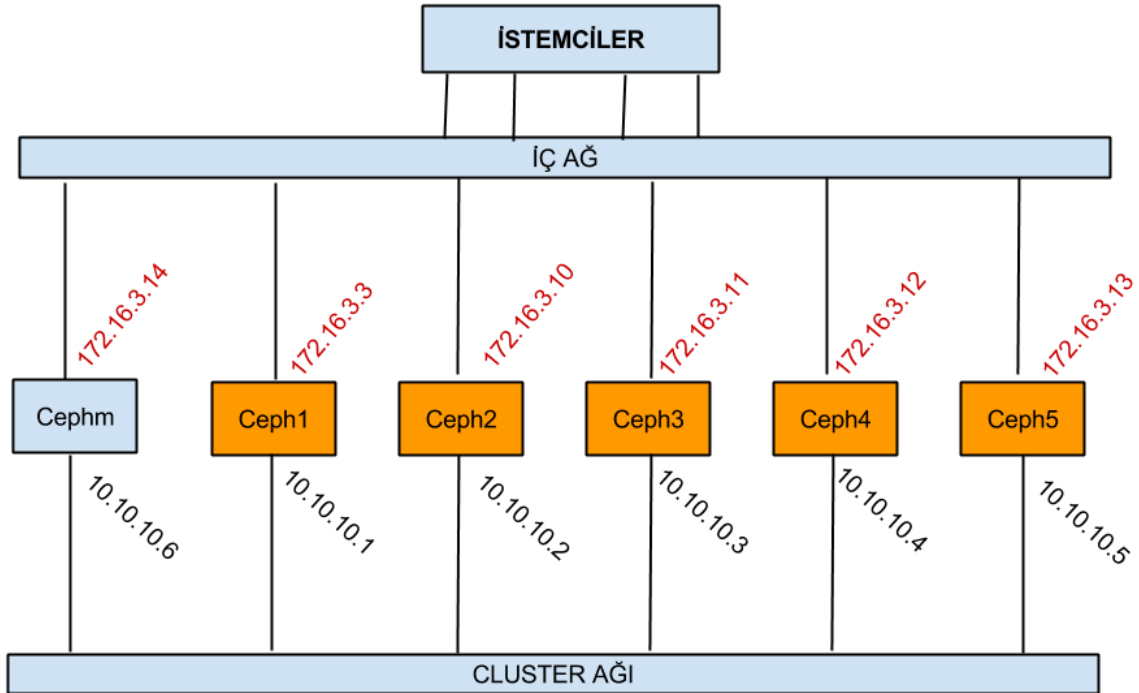 İSTEMCİLER
İÇ AĞ
172.16.3.14
172.16.3.3
172.16.3.10
172.16.3.11
172.16.3.12
172.16.3.13
Cephm
Ceph1
Ceph2
Ceph3
Ceph4
Ceph5
10.10.10.6
10.10.10.1
10.10.10.2
10.10.10.3
10.10.10.4
10.10.10.5
CLUSTER AĞI